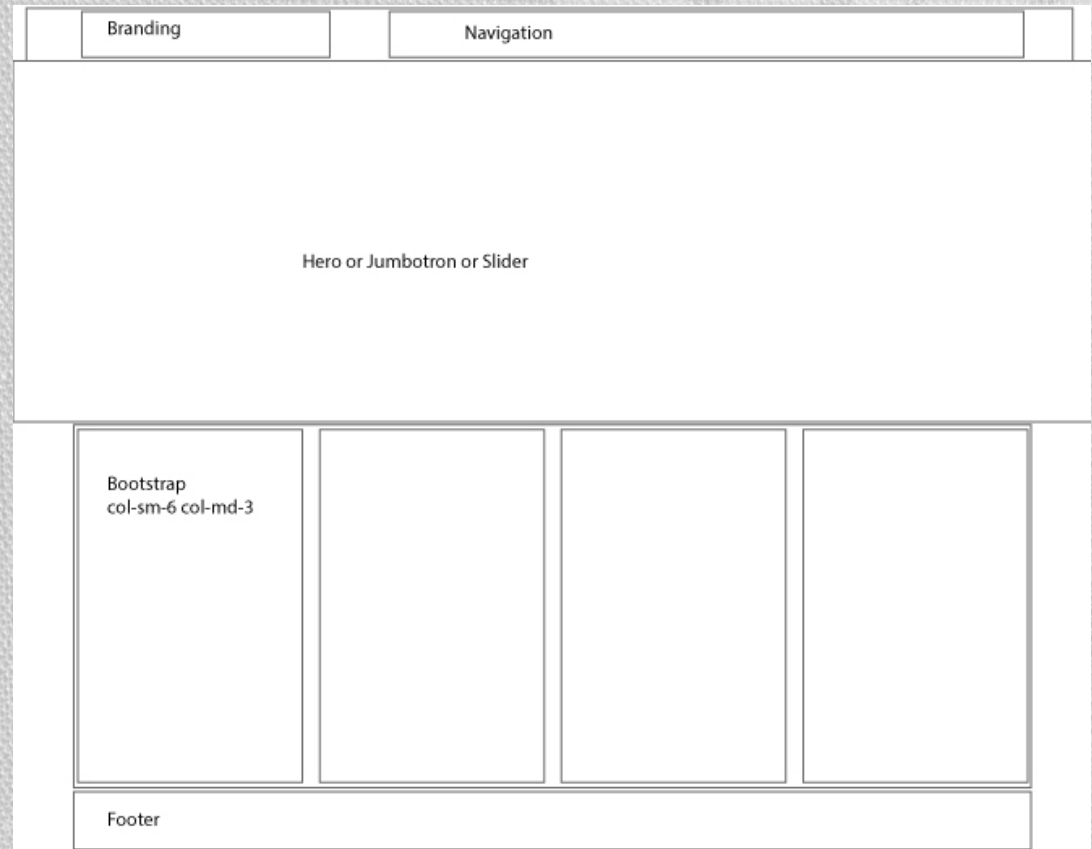 Branding
Navigation
Hero or Jumbotron or Slider
Bootstrap
col-sm-6 col-md-3
Footer